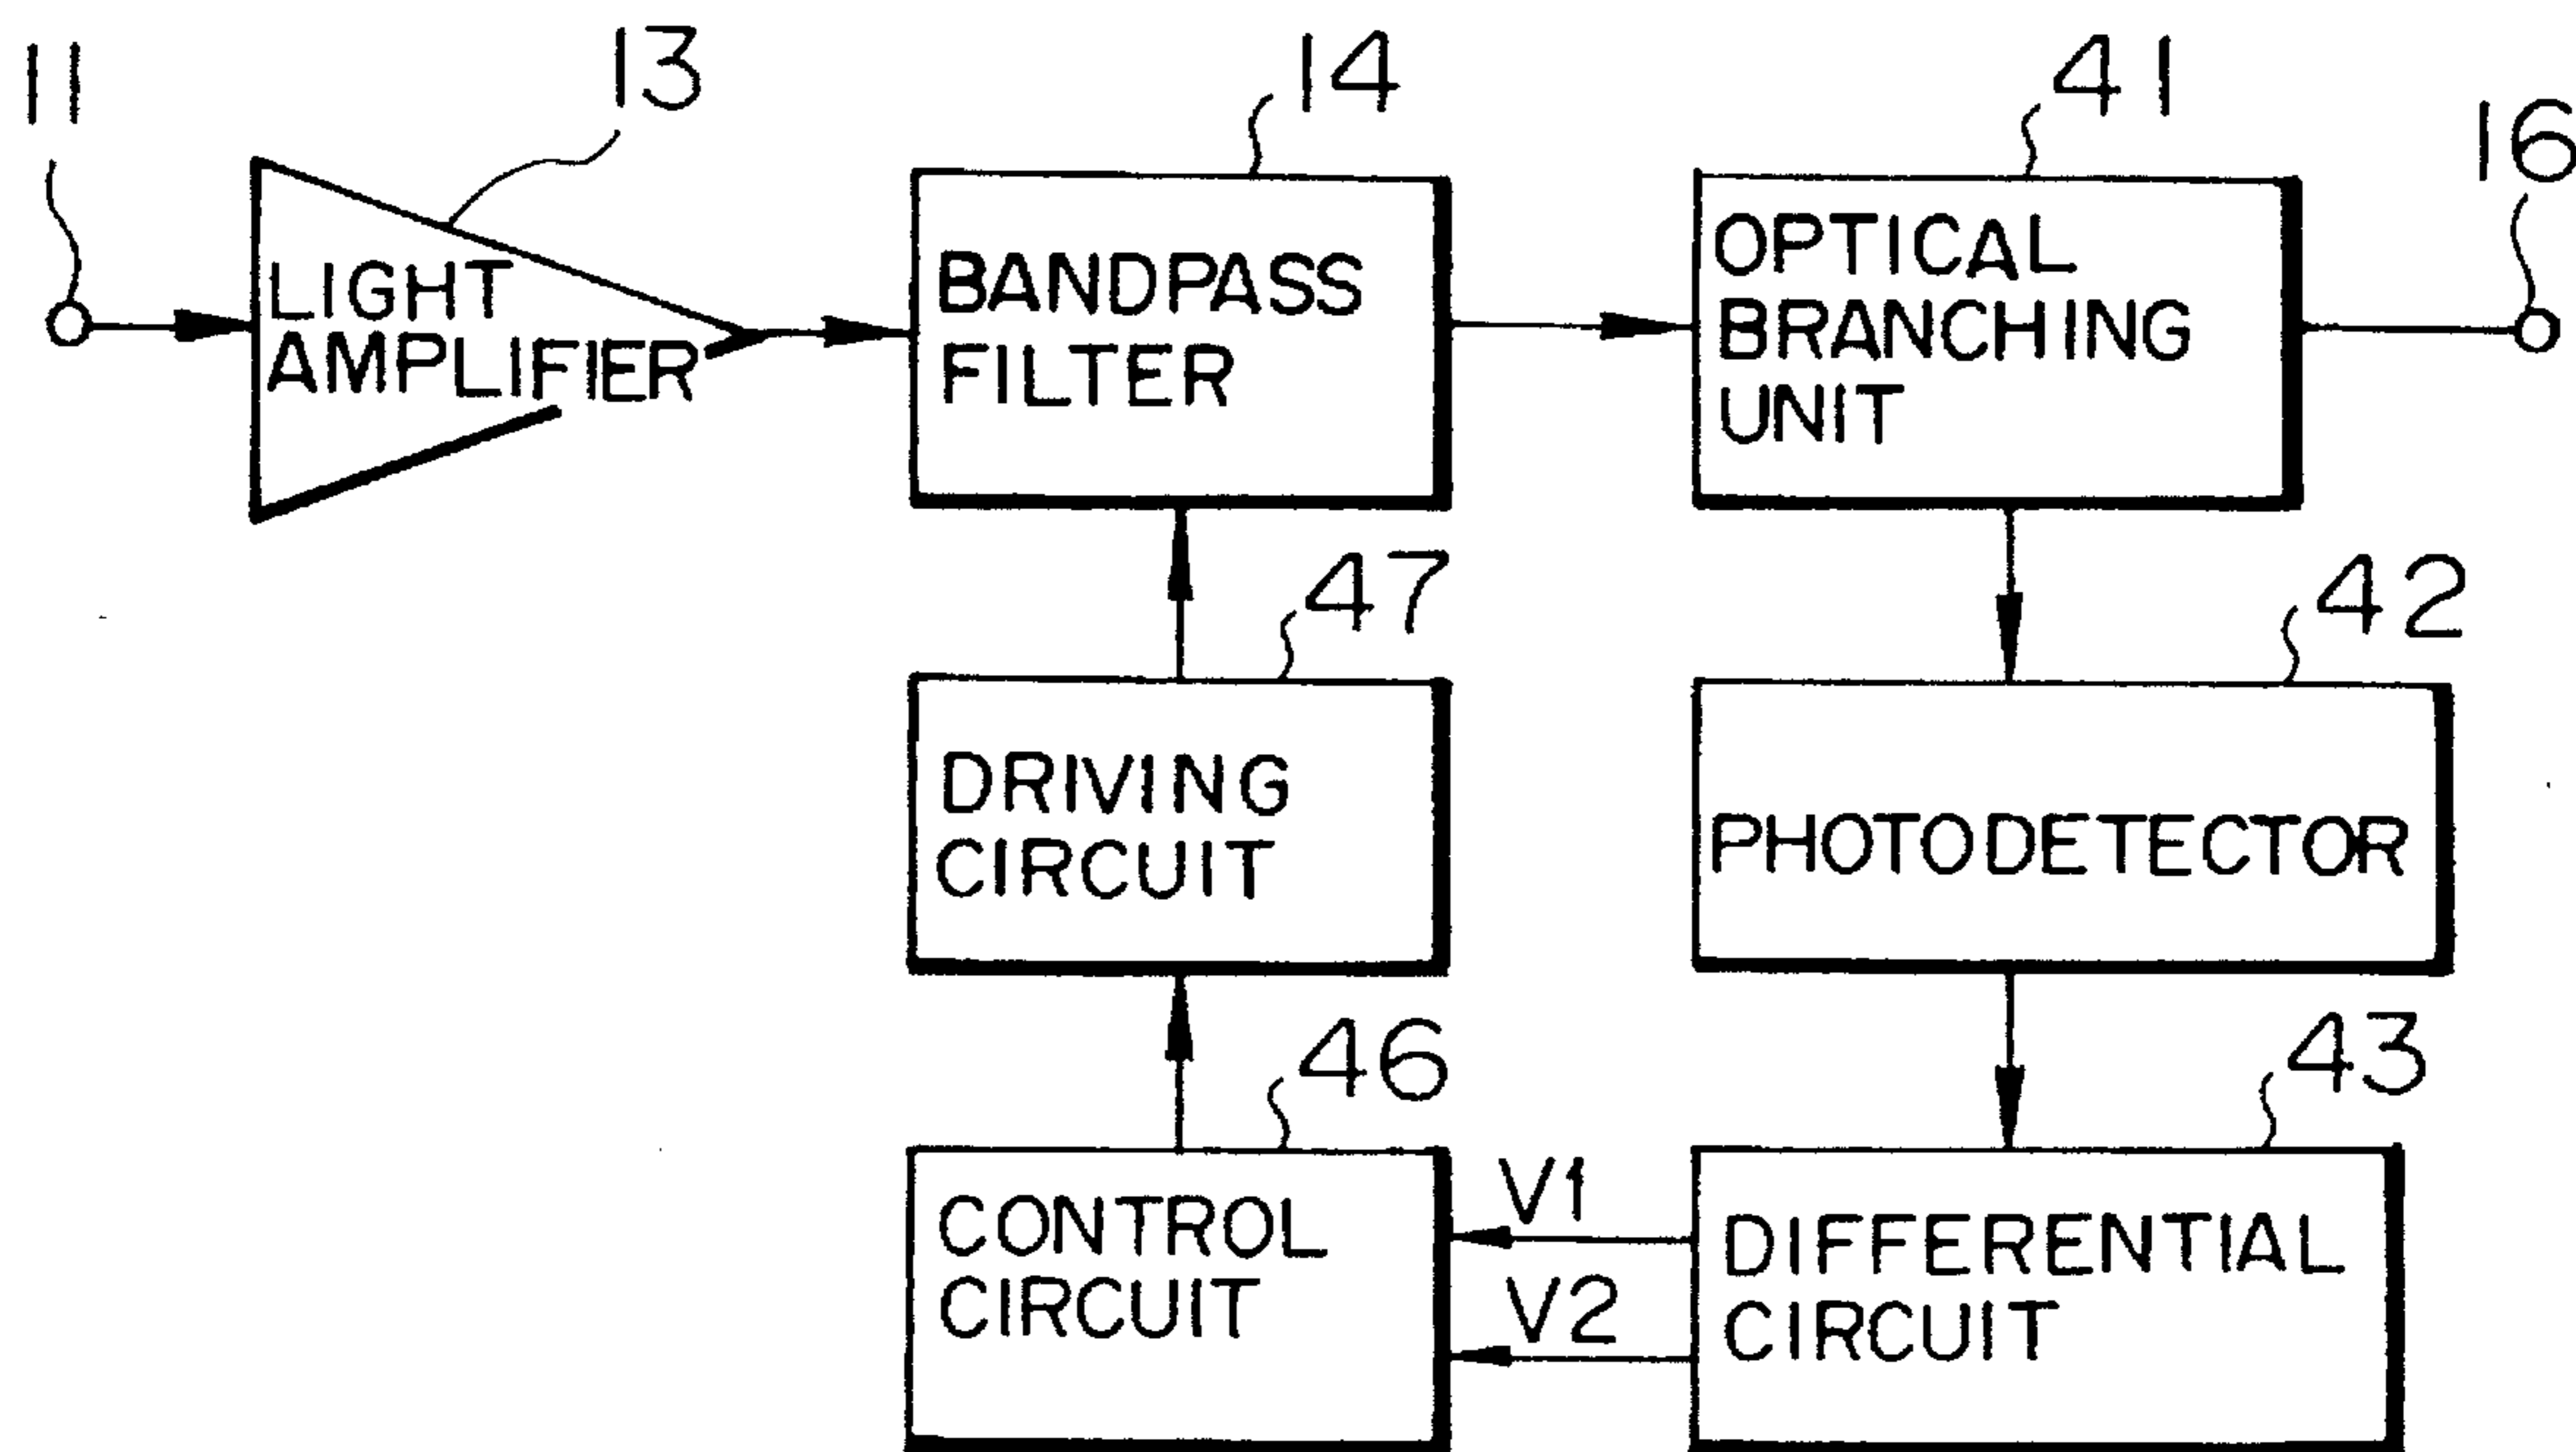 11
13
14
41
16
LIGHT
AMPLIFIER
BANDPASS
FILTER
OPTICAL
BRANCHING
UNIT
47
42
DRIVING
CIRCUIT
PHOTODETECTOR
46
43
CONTROL
CIRCUIT
V1
V2
DIFFERENTIAL
CIRCUIT